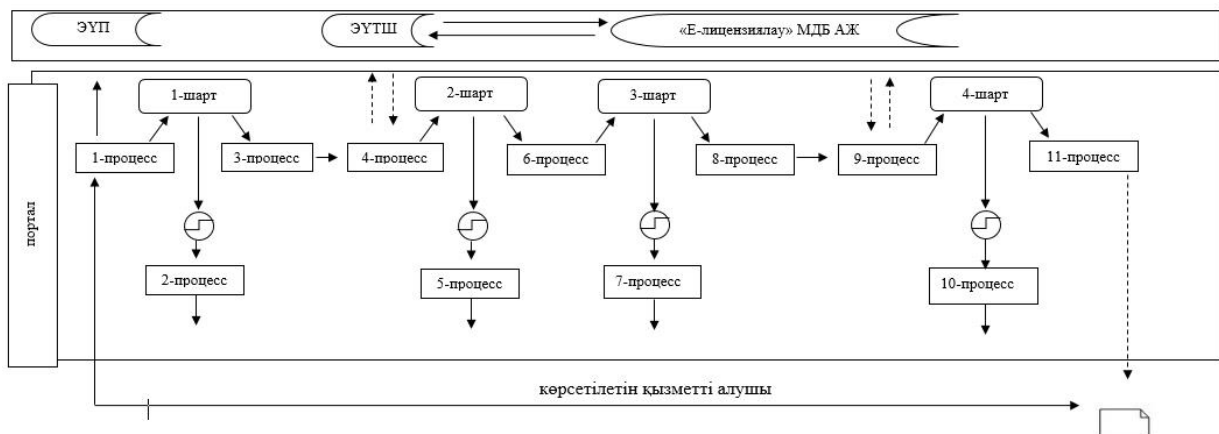 ЭҮП
ЭҮТШ
«Е-лицензиялау» МДБ АЖ
портал
1-шарт
2-шарт
3-шарт
4-шарт
1-процесс
3-процесс
4-процесс
6-процесс
8-процесс
9-процесс
11-процесс
2-процесс
5-процесс
7-процесс
10-процесс
көрсетілетін қызметті алушы